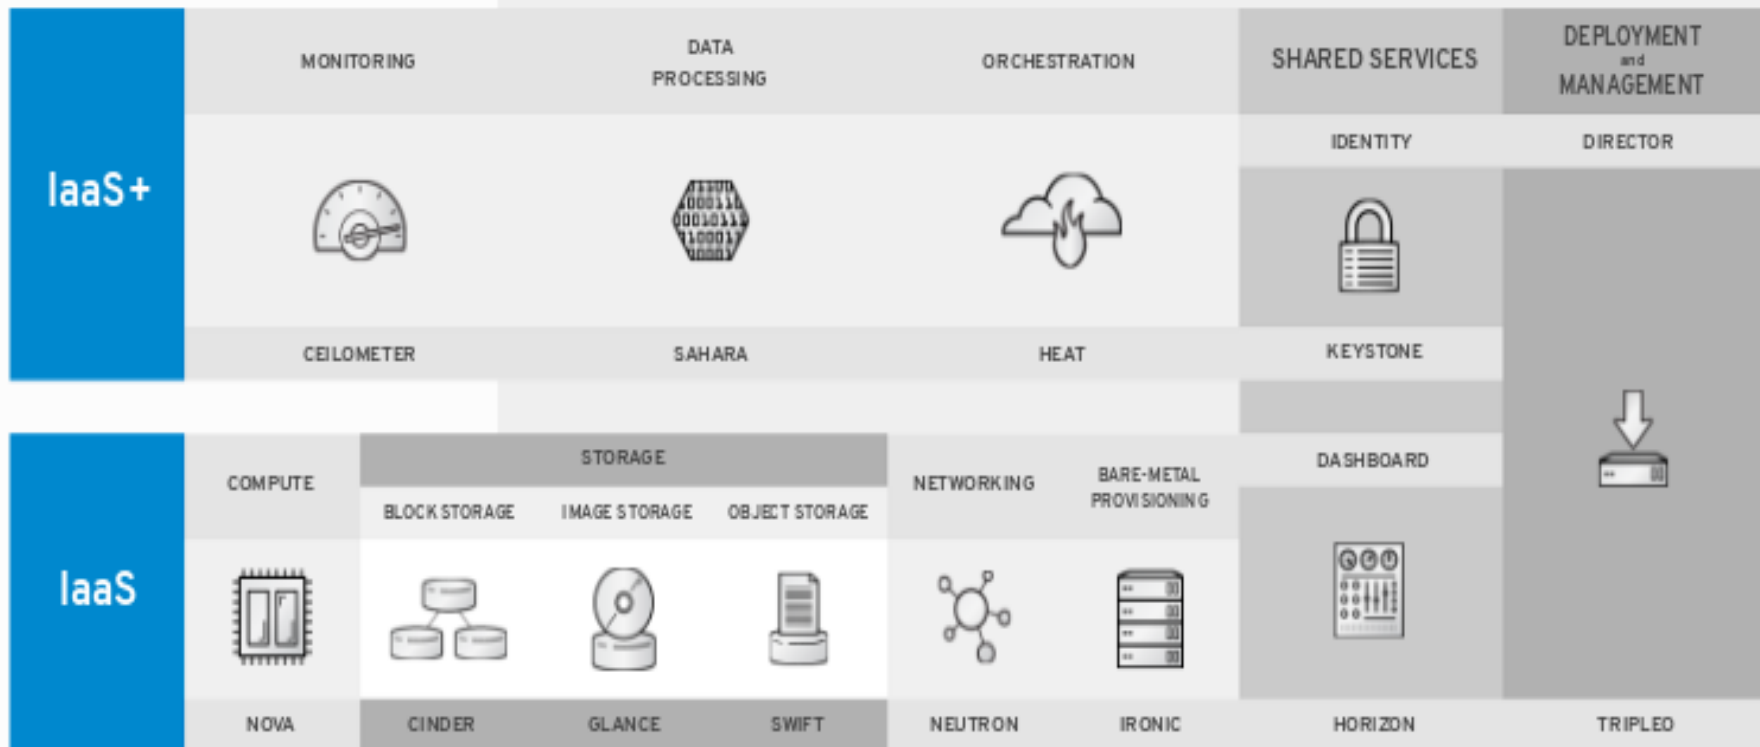 MONITORING
DATA
PROCESSING
ORCHESTRATION
SHARED SERVICES
DEPLOYMENT
and
MANAGEMENT
IaaS+
IDENTITY
DIRECTOR
CEILOMETER
SAHARA
HEAT
KEYSTONE
IaaS
COMPUTE
STORAGE
BLOCK STORAGE
IMAGE STORAGE
OBJECT STORAGE
NETWORKING
BARE-METAL
PROVISIONING
DASHBOARD
NOVA
CINDER
GLANCE
SWIFT
NEUTRON
IRONIC
HORIZON
TRIPLEO